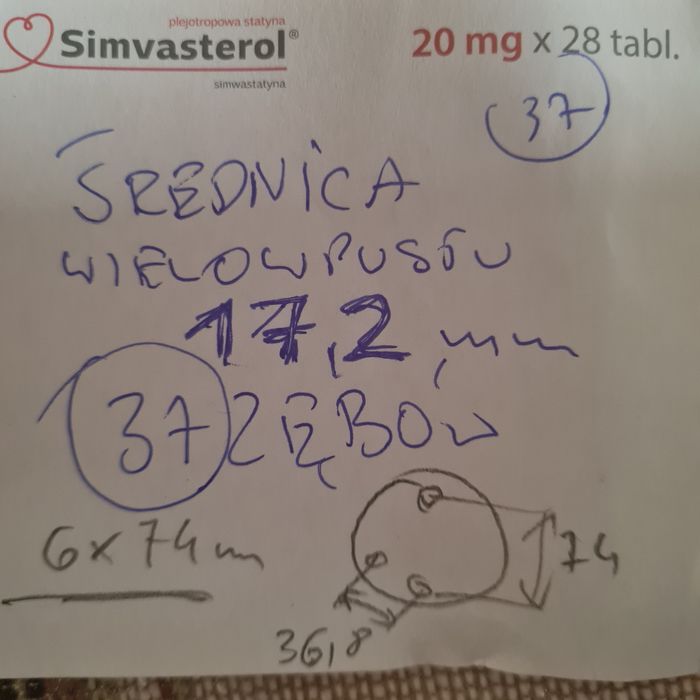 plejotropowa statyna
Simvasterol®
20 mg x 28 tabl.
simwastatyna
37
ŚREDNICA
WIELOWPUSTU
17,2 mm
37 ZĘBÓW
6x74 m
74
36,8